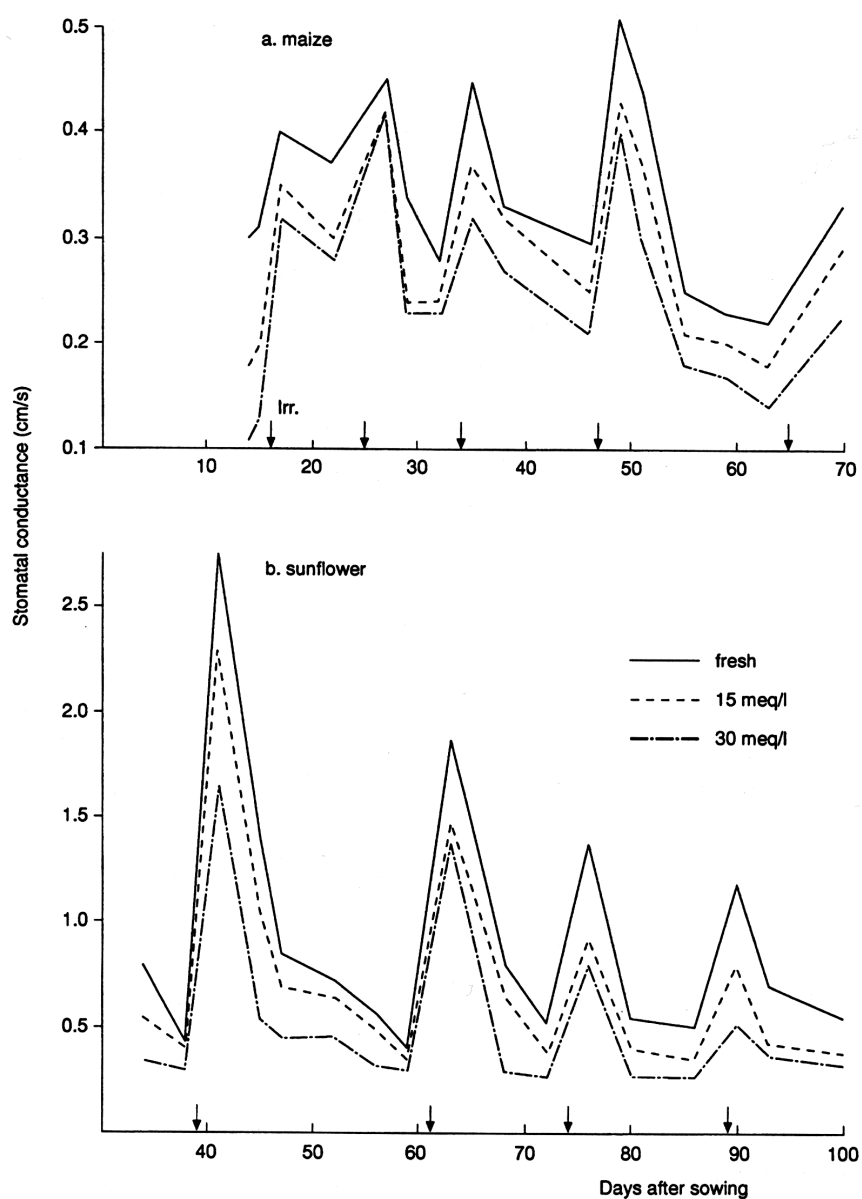 Stomatal conductance (cm/s)
a. maize
0.5
0.4
0.3
0.2
0.1
Irr.
10 20 30 40 50 60 70
b. sunflower
2.5
2.0
1.5
1.0
0.5
fresh
15 meq/l
30 meq/l
40 50 60 70 80 90 100
Days after sowing